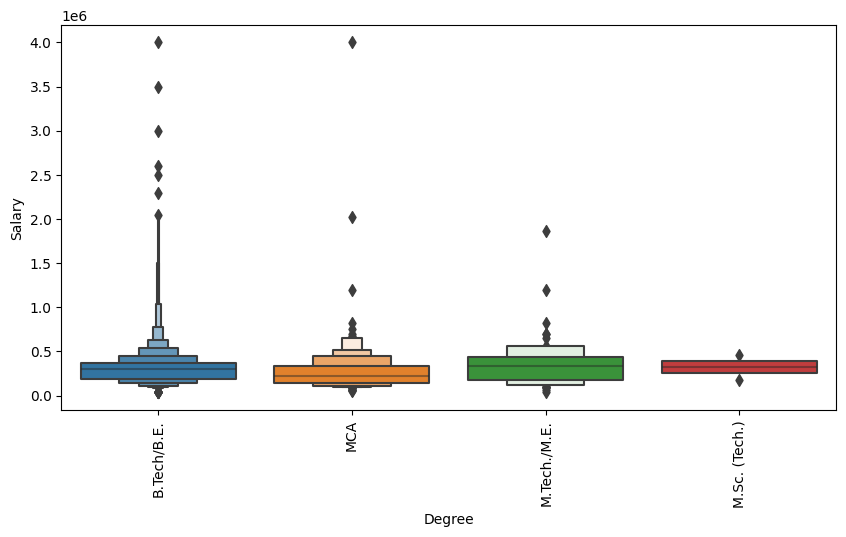 1e6
4.0
3.5
3.0
2.5
2.0
1.5
1.0
0.5
0.0
Salary
B.Tech/B.E.
MCA
M.Tech./M.E.
M.Sc. (Tech.)
Degree